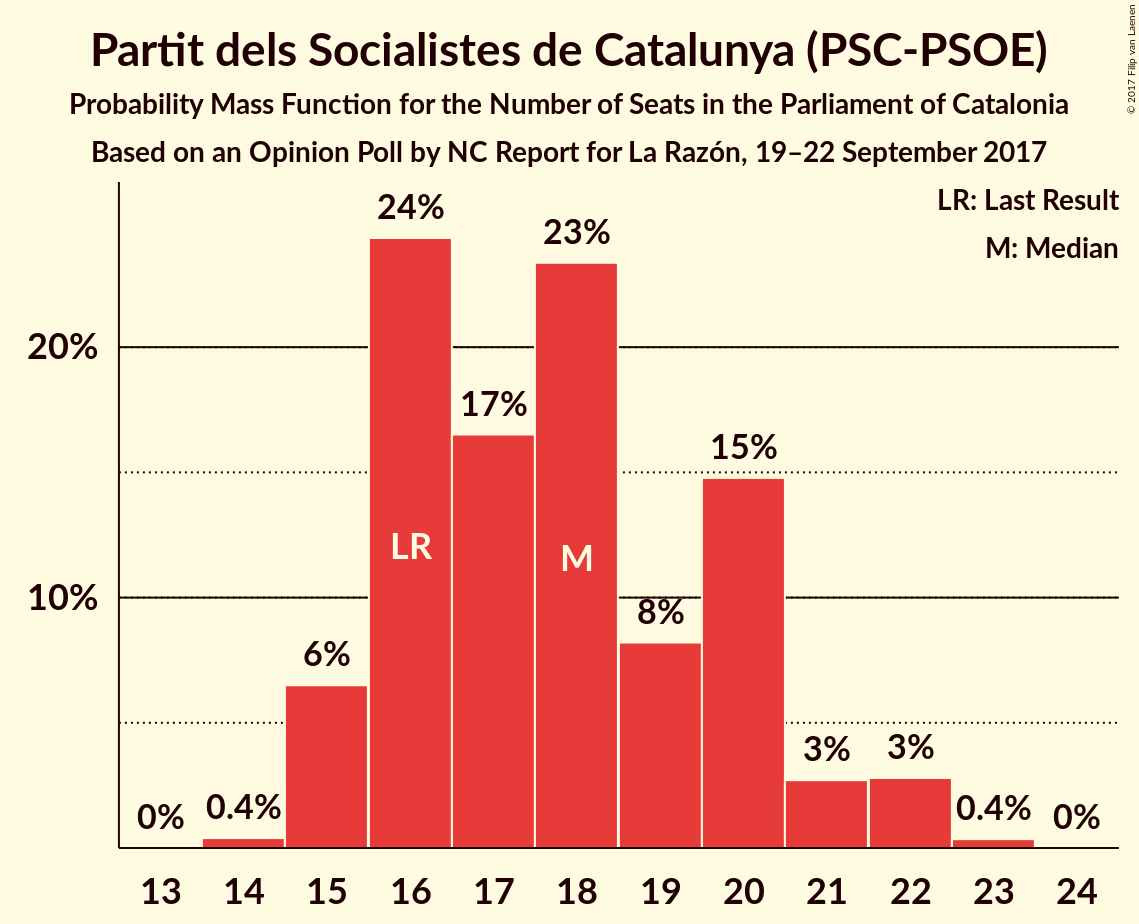 Partit dels Socialistes de Catalunya (PSC-PSOE)
Probability Mass Function for the Number of Seats in the Parliament of Catalonia
Based on an Opinion Poll by NC Report for La Razón, 19–22 September 2017
© 2017 Filip van Laenen
LR: Last Result
M: Median
24%
23%
20%
17%
15%
LR
M
10%
8%
6%
3%
3%
0%
0.4%
0.4%
0%
13 14 15 16 17 18 19 20 21 22 23 24